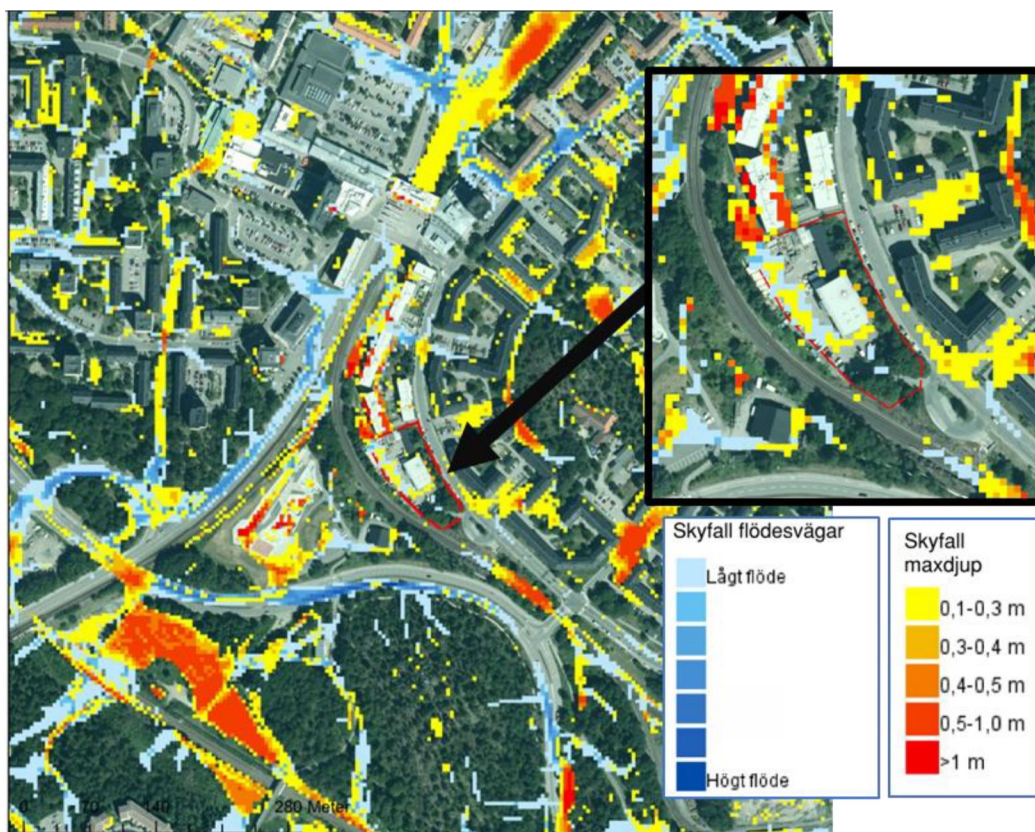 Skyfall flödesvägar
Lågt flöde
Högt flöde
Skyfall
maxdjup
0,1-0,3 m
0,3-0,4 m
0,4-0,5 m
0,5-1,0 m
>1 m
0 70 140 280 Meter